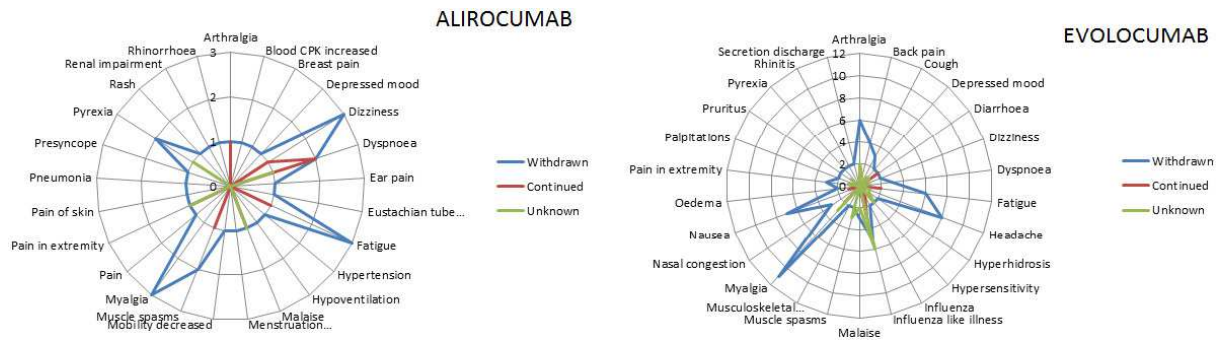 ALIROCUMAB
Arthralgia
Blood CPK increased
Breast pain
Depressed mood
Dizziness
Dyspnoea
Ear pain
Eustachian tube...
Fatigue
Hypertension
Hypoventilation
Malaise
Menstruation...
Mobility decreased
Muscle spasms
Myalgia
Pain
Pain in extremity
Pain of skin
Pneumonia
Presyncope
Pyrexia
Rash
Renal impairment
Rhinorrhoea
3
2
1
0
Withdrawn
Continued
Unknown
EVOLOCUMAB
Arthralgia
Back pain
Cough
Depressed mood
Diarrhoea
Dizziness
Dyspnoea
Fatigue
Headache
Hyperhidrosis
Hypersensitivity
Influenza
Influenza like illness
Malaise
Muscle spasms
Musculoskeletal...
Myalgia
Nasal congestion
Nausea
Oedema
Pain in extremity
Palpitations
Pruritus
Pyrexia
Rhinitis
Secretion discharge
12
10
8
6
4
2
0
Withdrawn
Continued
Unknown